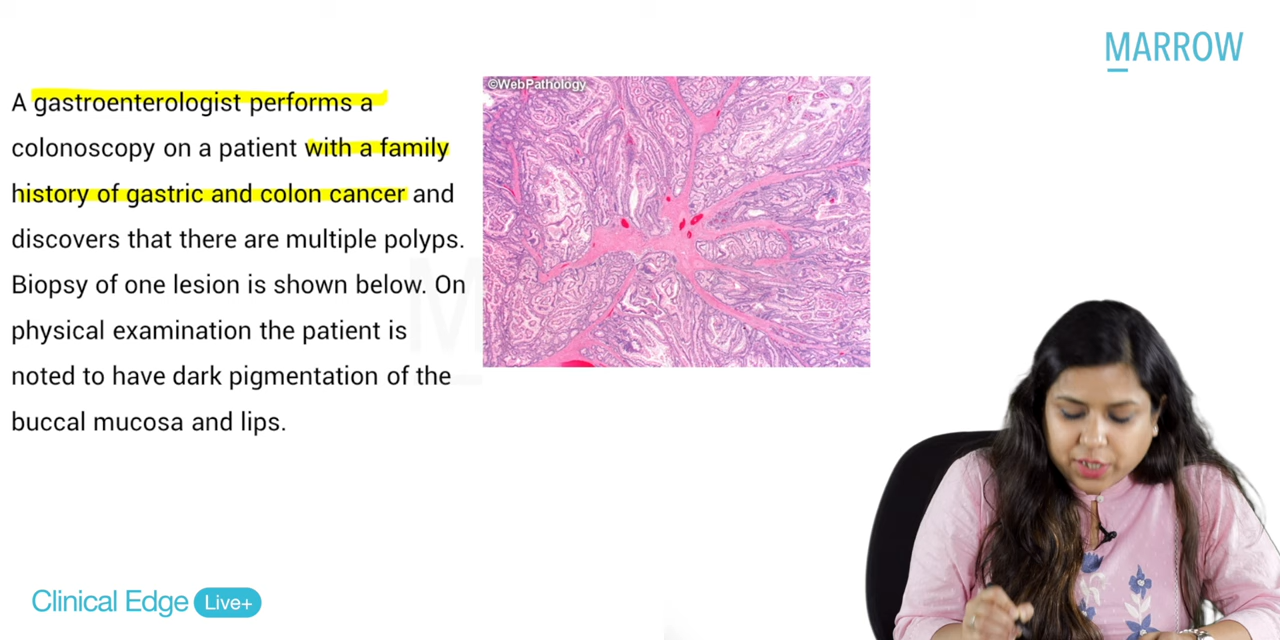 MARROW
A gastroenterologist performs a
colonoscopy on a patient with a family
history of gastric and colon cancer and
discovers that there are multiple polyps.
Biopsy of one lesion is shown below. On
physical examination the patient is
noted to have dark pigmentation of the
buccal mucosa and lips.
©WebPathology
M
Clinical Edge Live+